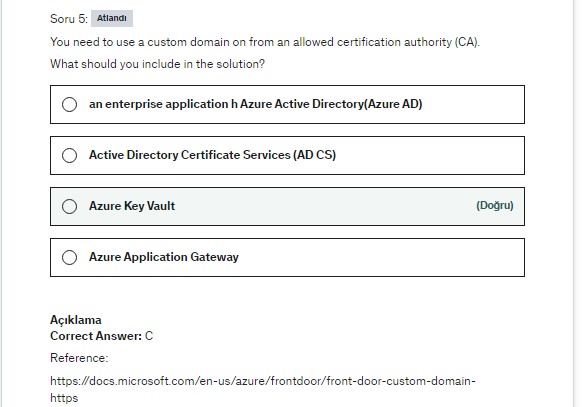 Soru 5: Atlandı
You need to use a custom domain on from an allowed certification authority (CA).
What should you include in the solution?
an enterprise application h Azure Active Directory(Azure AD)
Active Directory Certificate Services (AD CS)
Azure Key Vault (Doğru)
Azure Application Gateway
Açıklama
Correct Answer: C
Reference:
https://docs.microsoft.com/en-us/azure/frontdoor/front-door-custom-domain-
https